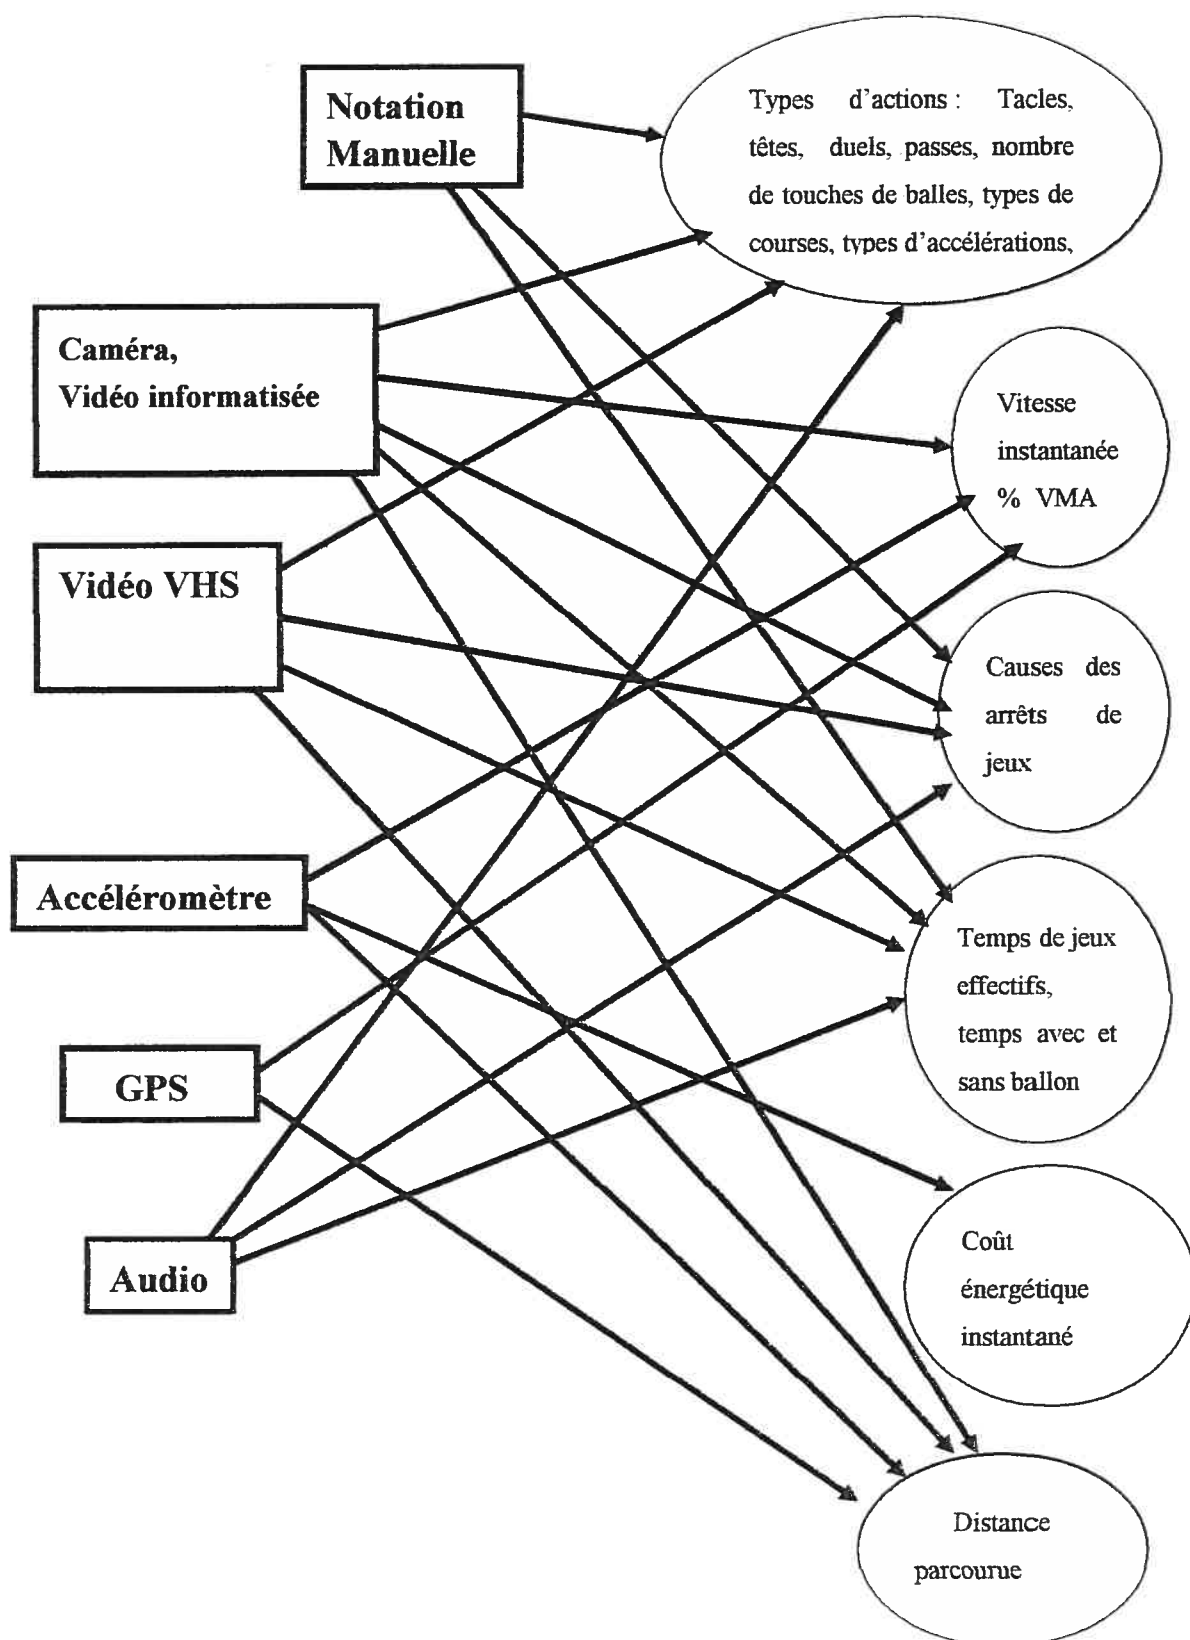 Notation
Manuelle
Types d'actions : Tacles,
têtes, duels, passes, nombre
de touches de balles, types de
courses, types d'accélérations,
Caméra,
Vidéo informatisée
Vitesse
instantanée
% VMA
Vidéo VHS
Causes des
arrêts de
jeux
Accéléromètre
Temps de jeux
effectifs,
temps avec et
sans ballon
GPS
Coût
énergétique
instantané
Audio
Distance
parcourue